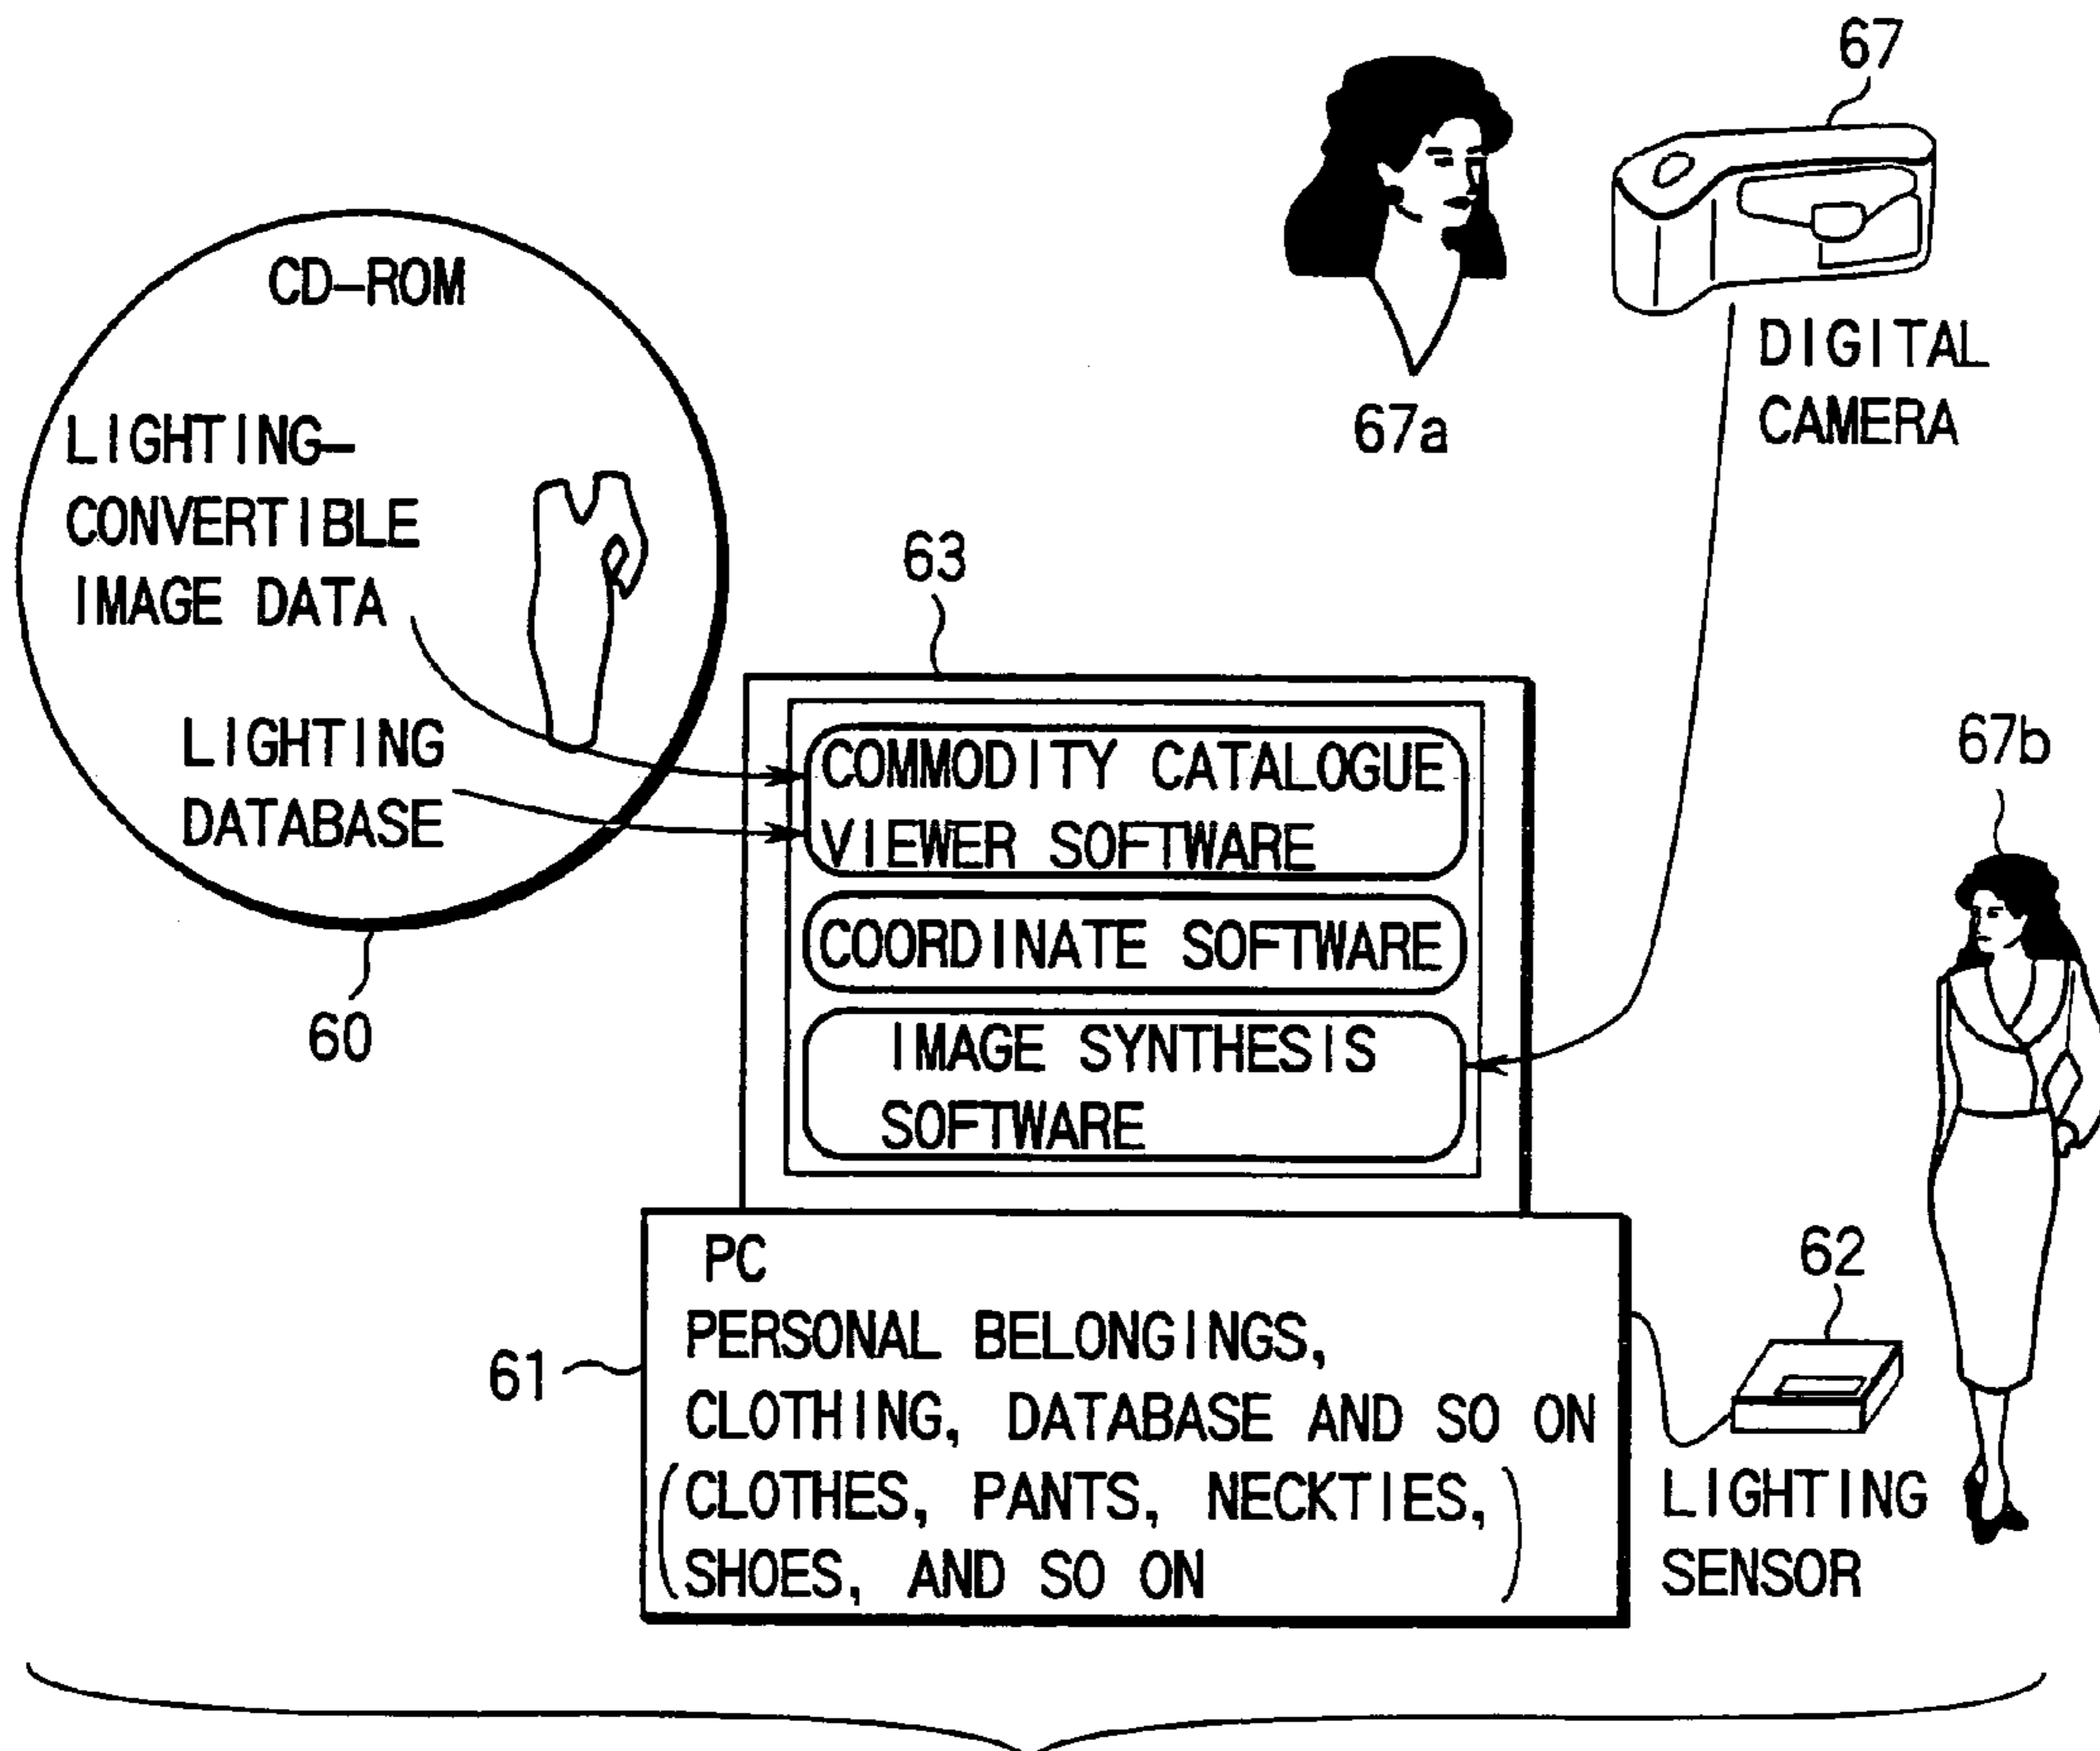 67
CD-ROM
DIGITAL
CAMERA
67a
LIGHTING-
CONVERTIBLE
IMAGE DATA
63
LIGHTING
DATABASE
67b
COMMODITY CATALOGUE
VIEWER SOFTWARE
COORDINATE SOFTWARE
60
IMAGE SYNTHESIS
SOFTWARE
PC
62
61
PERSONAL BELONGINGS,
CLOTHING, DATABASE AND SO ON
(CLOTHES, PANTS, NECKTIES,
SHOES, AND SO ON)
LIGHTING
SENSOR